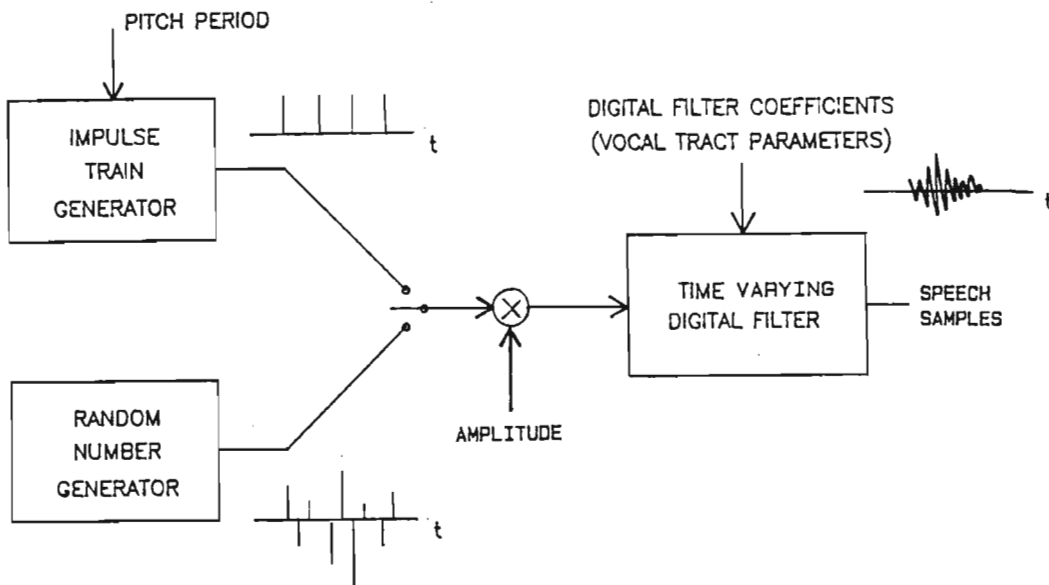 PITCH PERIOD
IMPULSE
TRAIN
GENERATOR
t
DIGITAL FILTER COEFFICIENTS
(VOCAL TRACT PARAMETERS)
t
TIME VARYING
DIGITAL FILTER
SPEECH
SAMPLES
AMPLITUDE
RANDOM
NUMBER
GENERATOR
t